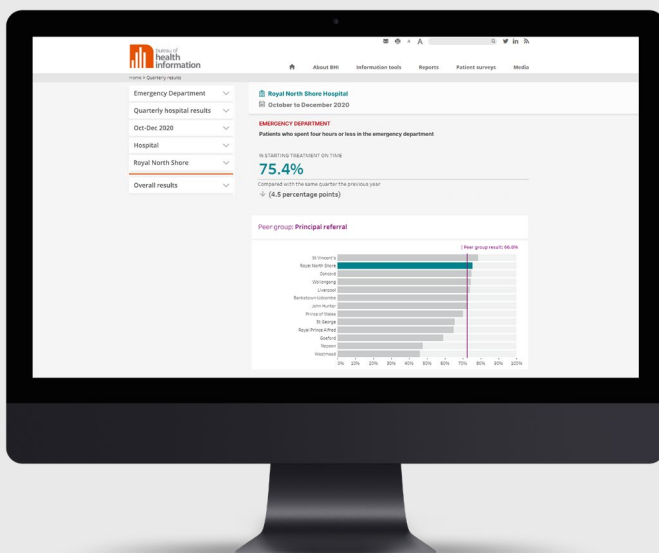 A A
bureau of
health
information
About BHI Information tools Reports Patient surveys Media
Home > Quarterly results
Emergency Department
Quarterly hospital results
Oct-Dec 2020
Hospital
Royal North Shore
Overall results
Royal North Shore Hospital
October to December 2020
EMERGENCY DEPARTMENT
Patients who spent four hours or less in the emergency department
% STARTING TREATMENT ON TIME
75.4%
Compared with the same quarter the previous year
(4.5 percentage points)
Peer group: Principal referral
Peer group result: 66.6%
St Vincent's
Royal North Shore
Concord
Wollongong
Liverpool
Bankstown-Lidcombe
John Hunter
Prince of Wales
St George
Royal Prince Alfred
Gosford
Nepean
Westmead
0% 10% 20% 30% 40% 50% 60% 70% 80% 90% 100%